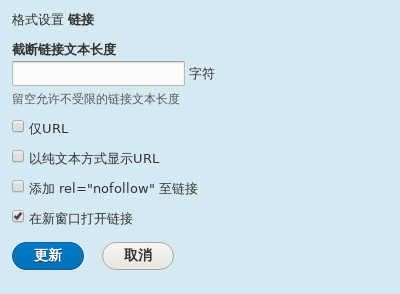 格式设置 链接
截断链接文本长度
字符
留空允许不受限的链接文本长度
仅URL
以纯文本方式显示URL
添加 rel="nofollow" 至链接
在新窗口打开链接
更新 取消